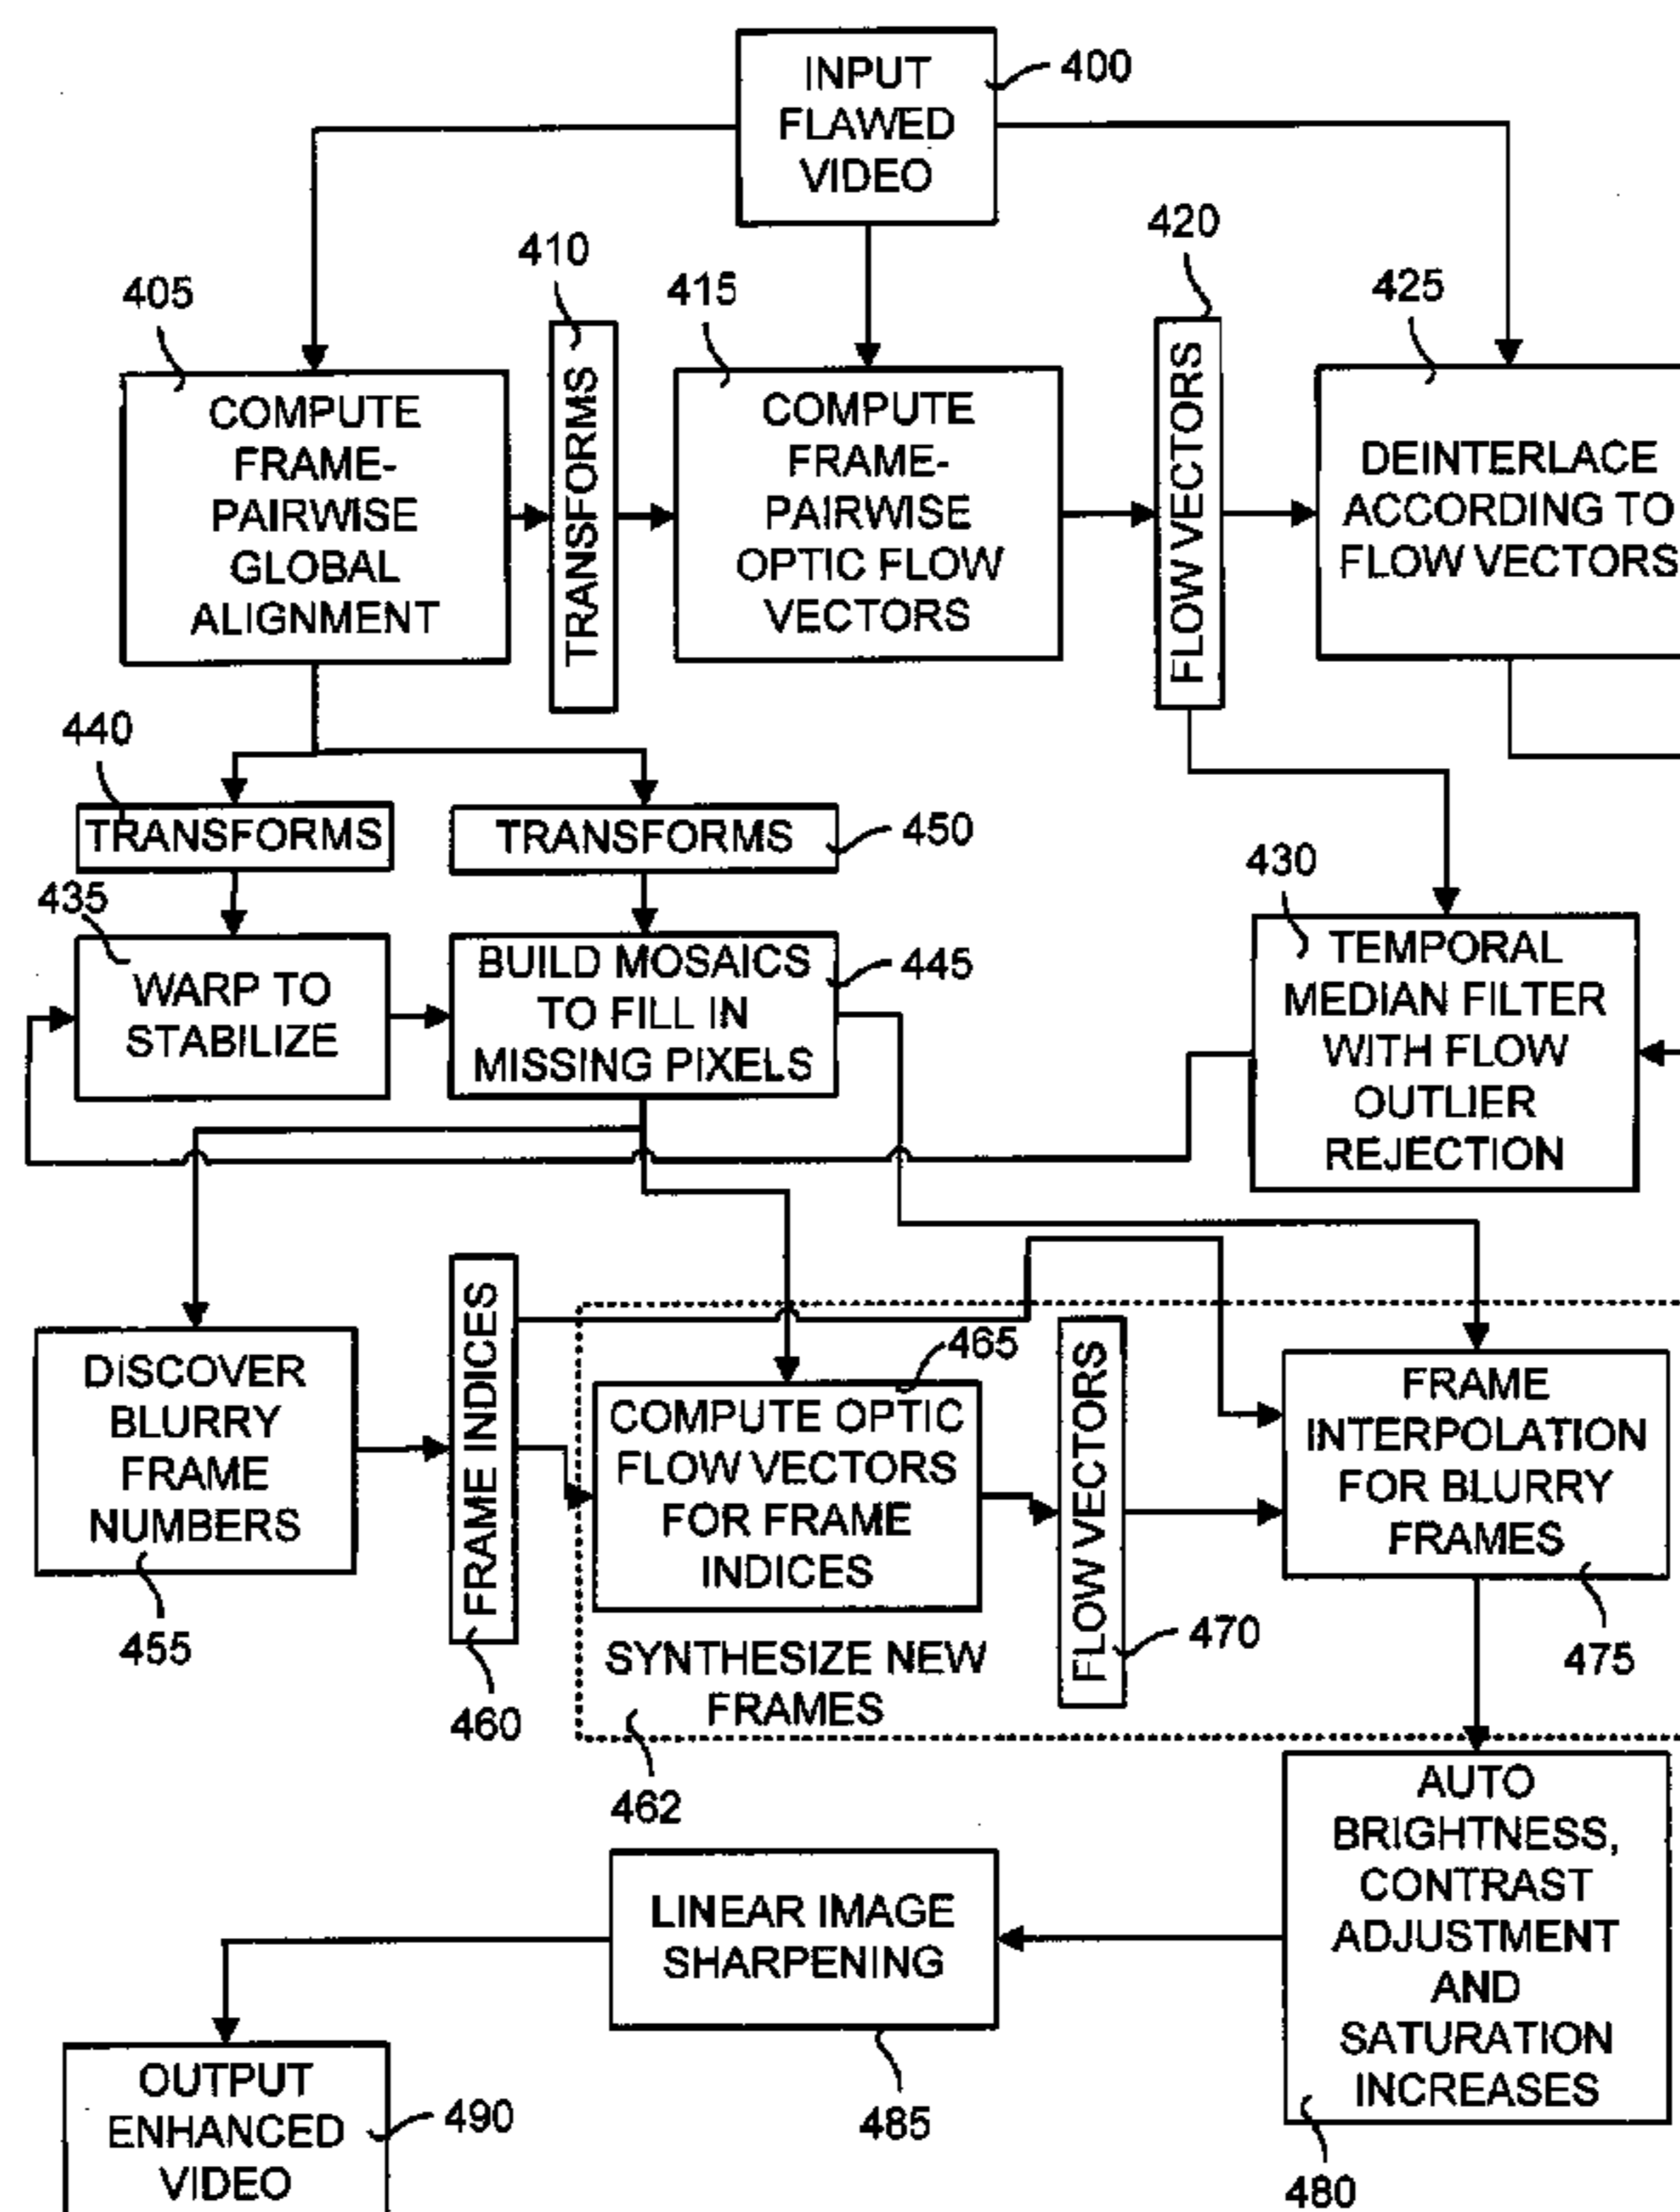 INPUT
FLAWED
VIDEO
400
405
410
415
420
425
COMPUTE
FRAME-
PAIRWISE
GLOBAL
ALIGNMENT
TRANSFORMS
COMPUTE
FRAME-
PAIRWISE
OPTIC FLOW
VECTORS
FLOW VECTORS
DEINTERLACE
ACCORDING TO
FLOW VECTORS
440
TRANSFORMS
TRANSFORMS
450
435
WARP TO
STABILIZE
BUILD MOSAICS
TO FILL IN
MISSING PIXELS
445
430
TEMPORAL
MEDIAN FILTER
WITH FLOW
OUTLIER
REJECTION
DISCOVER
BLURRY
FRAME
NUMBERS
455
FRAME INDICES
460
465
COMPUTE OPTIC
FLOW VECTORS
FOR FRAME
INDICES
SYNTHESIZE NEW
FRAMES
462
FLOW VECTORS
470
FRAME
INTERPOLATION
FOR BLURRY
FRAMES
475
AUTO
BRIGHTNESS,
CONTRAST
ADJUSTMENT
AND
SATURATION
INCREASES
480
LINEAR IMAGE
SHARPENING
485
OUTPUT
ENHANCED
VIDEO
490